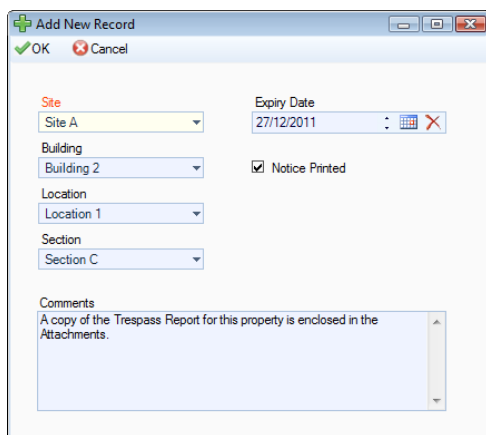 Add New Record
OK Cancel
Site
Site A
Expiry Date
27/12/2011
Building
Building 2
Notice Printed
Location
Location 1
Section
Section C
Comments
A copy of the Trespass Report for this property is enclosed in the
Attachments.